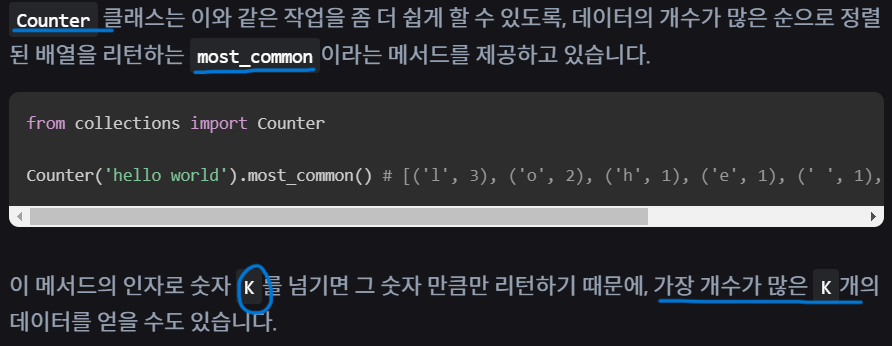 Counter 클래스는 이와 같은 작업을 좀 더 쉽게 할 수 있도록, 데이터의 개수가 많은 순으로 정렬
된 배열을 리턴하는 most_common 이라는 메서드를 제공하고 있습니다.
from collections import Counter
Counter('hello world').most_common() # [('l', 3), ('o', 2), ('h', 1), ('e', 1), (' ', 1),
이 메서드의 인자로 숫자 K 를 넘기면 그 숫자 만큼만 리턴하기 때문에, 가장 개수가 많은 K 개의
데이터를 얻을 수도 있습니다.